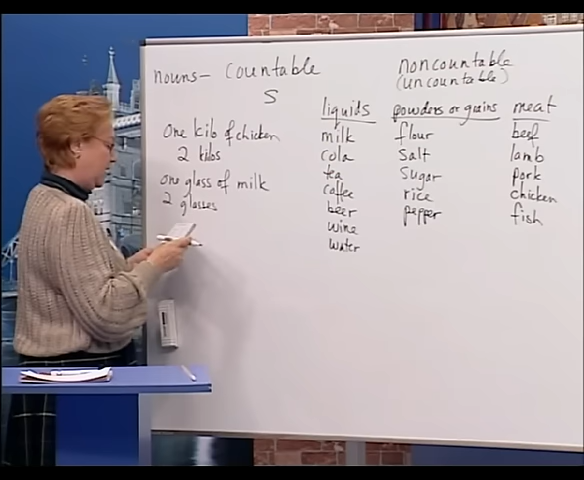 nouns– countable
s
One kilo of chicken
2 kilos
one glass of milk
2 glasses
noncountable
(uncountable)
liquids
milk
cola
tea
coffee
beer
wine
water
powders or grains
flour
salt
sugar
rice
pepper
meat
beef
lamb
pork
chicken
fish